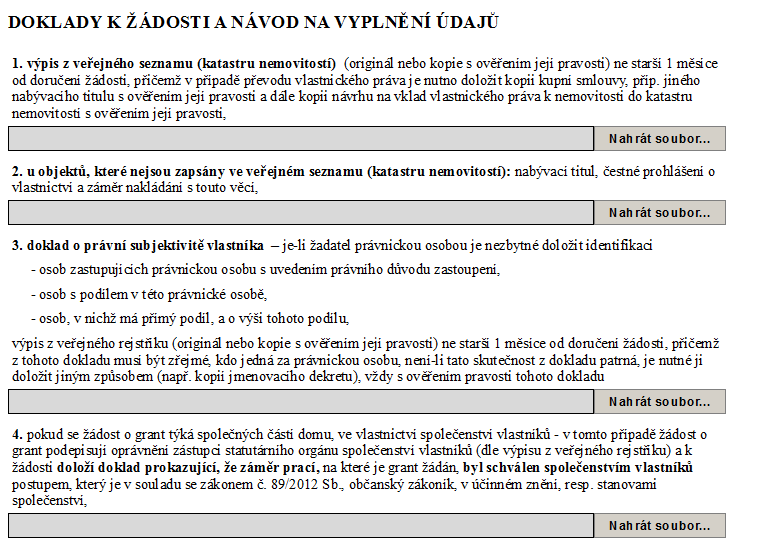 DOKLADY K ŽÁDOSTI A NÁVOD NA VYPLNĚNÍ ÚDAJŮ
1. výpis z veřejného seznamu (katastru nemovitostí) (originál nebo kopie s ověřením její pravosti) ne starší 1 měsíce
od doručení žádosti, přičemž v případě převodu vlastnického práva je nutno doložit kopii kupní smlouvy, příp. jiného
nabývacího titulu s ověřením její pravosti a dále kopii návrhu na vklad vlastnického práva k nemovitosti do katastru
nemovitostí s ověřením její pravosti,
Nahrát soubor...
2. u objektů, které nejsou zapsány ve veřejném seznamu (katastru nemovitostí): nabývací titul, čestné prohlášení o
vlastnictví a záměr nakládání s touto věcí,
Nahrát soubor...
3. doklad o právní subjektivitě vlastníka – je-li žadatel právnickou osobou je nezbytné doložit identifikaci
- osob zastupujících právnickou osobu s uvedením právního důvodu zastoupení,
- osob s podílem v této právnické osobě,
- osob, v nichž má přímý podíl, a o výši tohoto podílu,
výpis z veřejného rejstříku (originál nebo kopie s ověřením její pravosti) ne starší 1 měsíce od doručení žádosti, přičemž
z tohoto dokladu musí být zřejmé, kdo jedná za právnickou osobu, není-li tato skutečnost z dokladu patrná, je nutné ji
doložit jiným způsobem (např. kopií jmenovacího dekretu), vždy s ověřením pravosti tohoto dokladu
Nahrát soubor...
4. pokud se žádost o grant týká společných částí domu, ve vlastnictví společenství vlastníků - v tomto případě žádost o
grant podepisují oprávnění zástupci statutárního orgánu společenství vlastníků (dle výpisu z veřejného rejstříku) a k
žádosti doloží doklad prokazující, že záměr prací, na které je grant žádán, byl schválen společenstvím vlastníků
postupem, který je v souladu se zákonem č. 89/2012 Sb., občanský zákoník, v účinném znění, resp. stanovami
společenství,
Nahrát soubor...